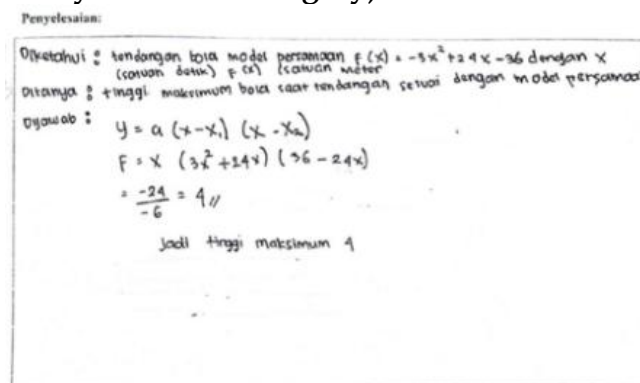 Penyelesaian:
Diketahui : tendangan bola model persamaan F(x) = -3x² + 24x - 36 dengan x
(satuan detik) F(x) (satuan meter
Ditanya : tinggi maksimum bola saat tendangan sesuai dengan model persamaa
Dijawab :
y = a (x-x₁) (x-x₂)
F = x (3x² + 24x) (36 - 24x)
= -24/-6 = 4 //
Jadi tinggi maksimum 4